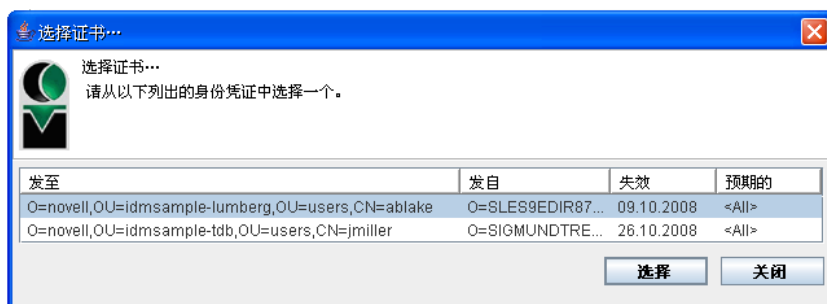 选择证书…
选择证书…
请从以下列出的身份凭证中选择一个。
发至 发自 失效 预期的
O=novell,OU=idmsample-lumberg,OU=users,CN=ablake O=SLES9EDIR87... 09.10.2008 <All>
O=novell,OU=idmsample-tdb,OU=users,CN=jmiller O=SIGMUNDTRE... 26.10.2008 <All>
选择 关闭